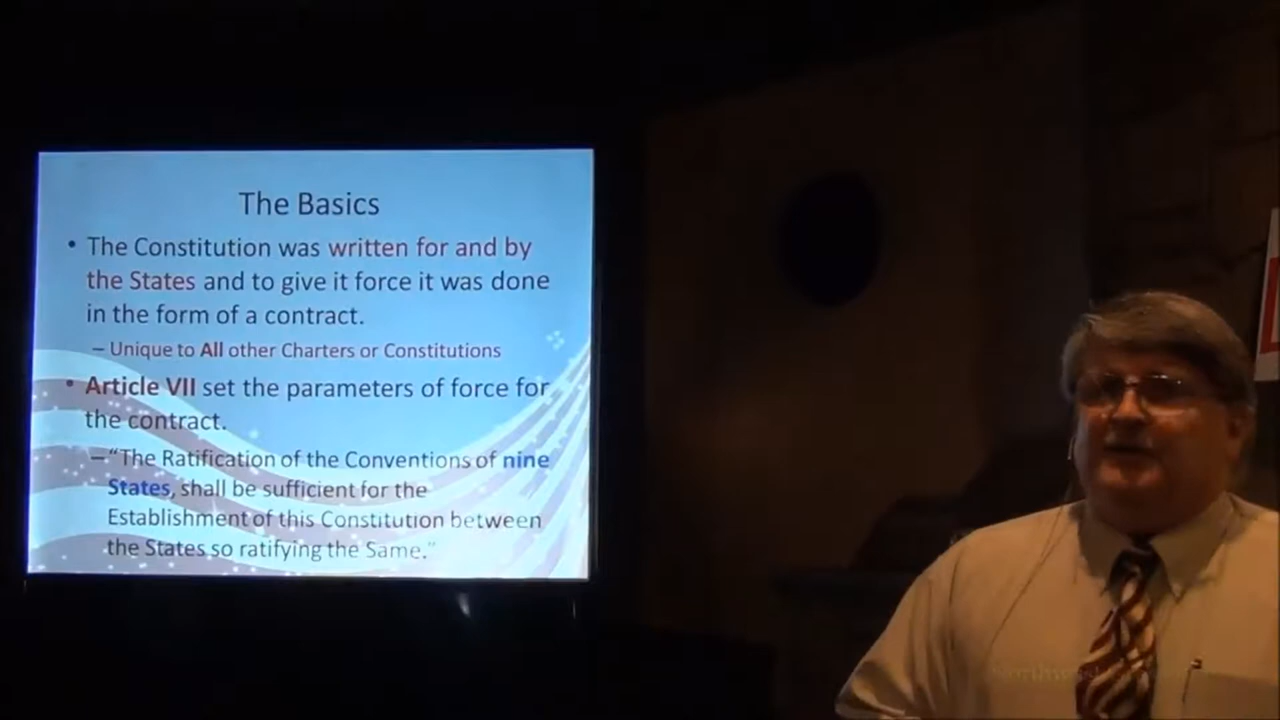 The Basics
• The Constitution was written for and by
the States and to give it force it was done
in the form of a contract.
– Unique to All other Charters or Constitutions
• Article VII set the parameters of force for
the contract.
– “The Ratification of the Conventions of nine
States, shall be sufficient for the
Establishment of this Constitution between
the States so ratifying the Same.”